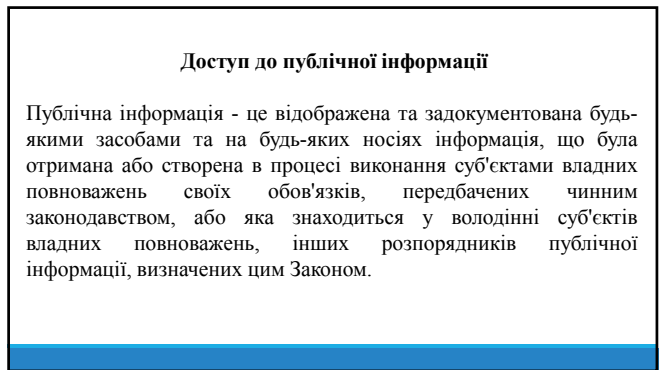 Доступ до публічної інформації
Публічна інформація - це відображена та задокументована будь-
якими засобами та на будь-яких носіях інформація, що була
отримана або створена в процесі виконання суб'єктами владних
повноважень своїх обов'язків, передбачених чинним
законодавством, або яка знаходиться у володінні суб'єктів
владних повноважень, інших розпорядників публічної
інформації, визначених цим Законом.